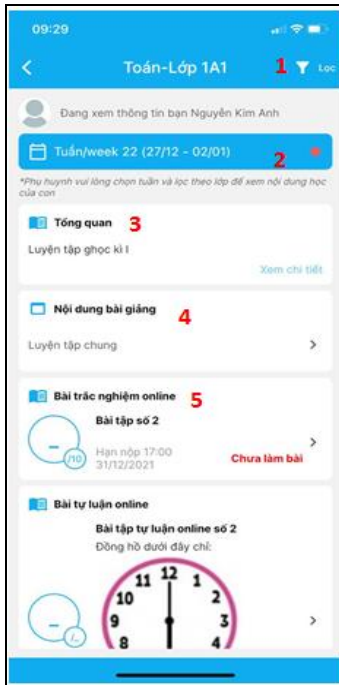 09:29
Toán-Lớp 1A1
1
Lọc
Đang xem thông tin bạn Nguyễn Kim Anh
Tuần/week 22 (27/12 - 02/01)
2
*Phụ huynh vui lòng chọn tuần và lọc theo lớp để xem nội dung học
của con
Tổng quan
3
Luyện tập ghọc kì I
Xem chi tiết
Nội dung bài giảng
4
Luyện tập chung
Bài trắc nghiệm online
5
Bài tập số 2
Hạn nộp 17:00
31/12/2021
Chưa làm bài
_
/10
Bài tự luận online
Bài tập tự luận online số 2
Đồng hồ dưới đây chỉ:
11 12 1
10 2
9 3
8 4
_
/_